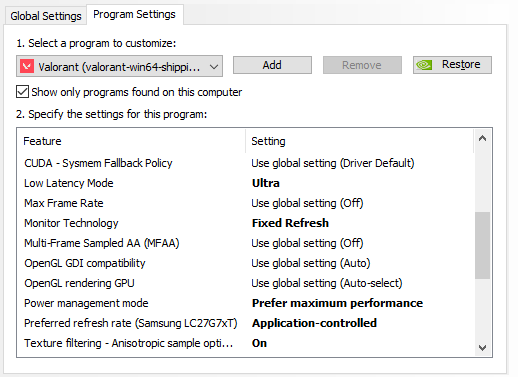 Global Settings Program Settings
1. Select a program to customize:
Valorant (valorant-win64-shippi... Add Remove Restore
Show only programs found on this computer
2. Specify the settings for this program:
Feature Setting
CUDA - Sysmem Fallback Policy Use global setting (Driver Default)
Low Latency Mode Ultra
Max Frame Rate Use global setting (Off)
Monitor Technology Fixed Refresh
Multi-Frame Sampled AA (MFAA) Use global setting (Off)
OpenGL GDI compatibility Use global setting (Auto)
OpenGL rendering GPU Use global setting (Auto-select)
Power management mode Prefer maximum performance
Preferred refresh rate (Samsung LC27G7xT) Application-controlled
Texture filtering - Anisotropic sample opti... On